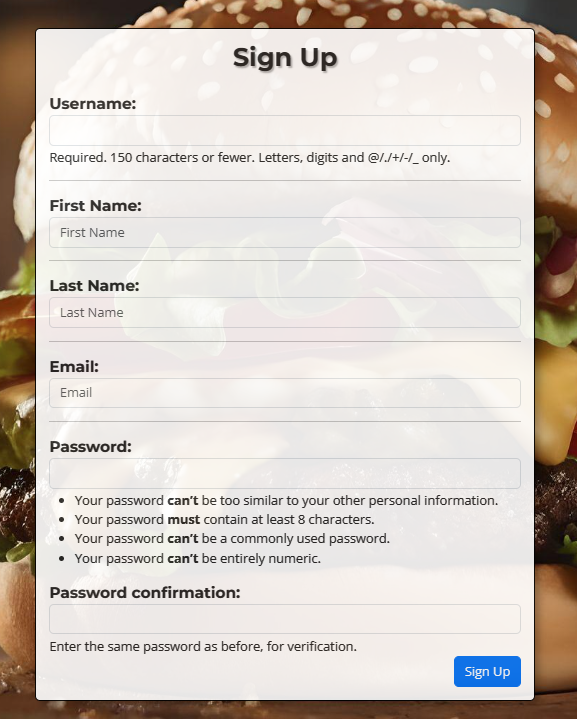 Sign Up
Username:
Required. 150 characters or fewer. Letters, digits and @/./+/-/_ only.
First Name:
First Name
Last Name:
Last Name
Email:
Email
Password:
Your password can't be too similar to your other personal information.
Your password must contain at least 8 characters.
Your password can't be a commonly used password.
Your password can't be entirely numeric.
Password confirmation:
Enter the same password as before, for verification.
Sign Up